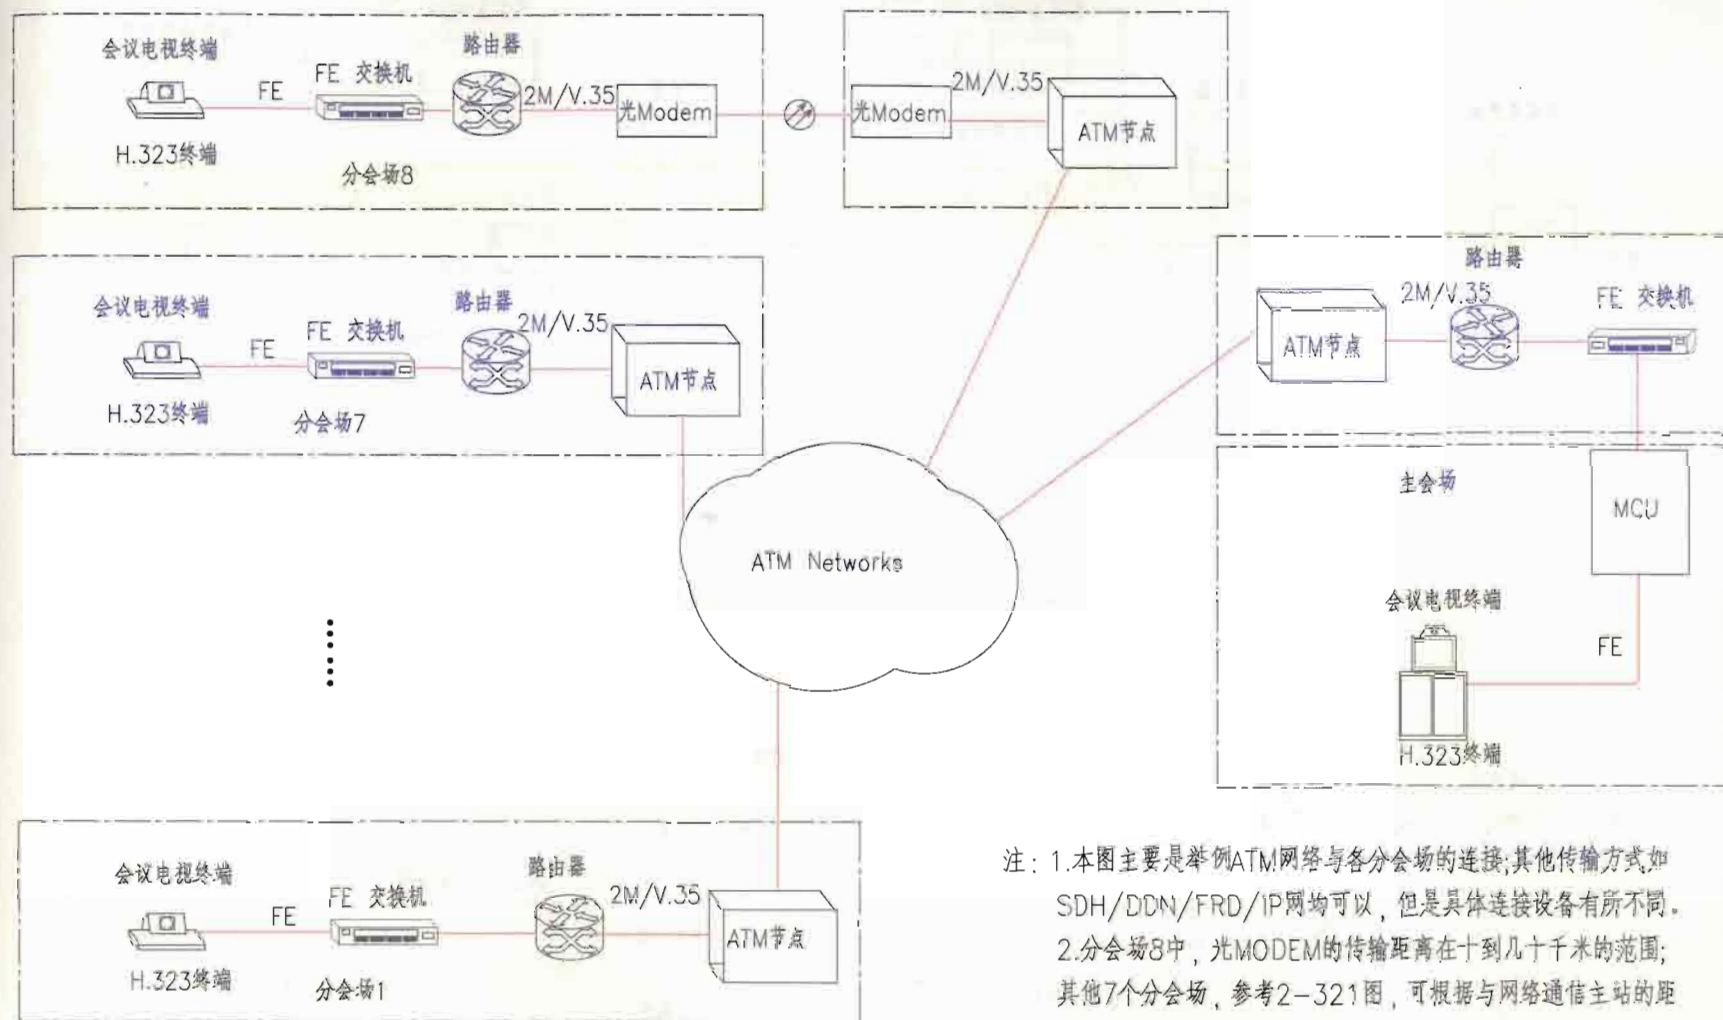 会议电视终端
FE
FE 交换机
路由器
2M/V.35
光Modem
H.323终端
分会场8
光Modem
2M/V.35
ATM节点
会议电视终端
FE
FE 交换机
路由器
2M/V.35
ATM节点
H.323终端
分会场7
ATM节点
2M/V.35
路由器
FE 交换机
主会场
MCU
会议电视终端
FE
H.323终端
ATM Networks
······
会议电视终端
FE
FE 交换机
路由器
2M/V.35
ATM节点
H.323终端
分会场1
注：1.本图主要是举例ATM网络与各分会场的连接;其他传输方式如
SDH/DDN/FRD/IP网均可以，但是具体连接设备有所不同。
2.分会场8中，光MODEM的传输距离在十到几十千米的范围;
其他7个分会场，参考2-321图，可根据与网络通信主站的距